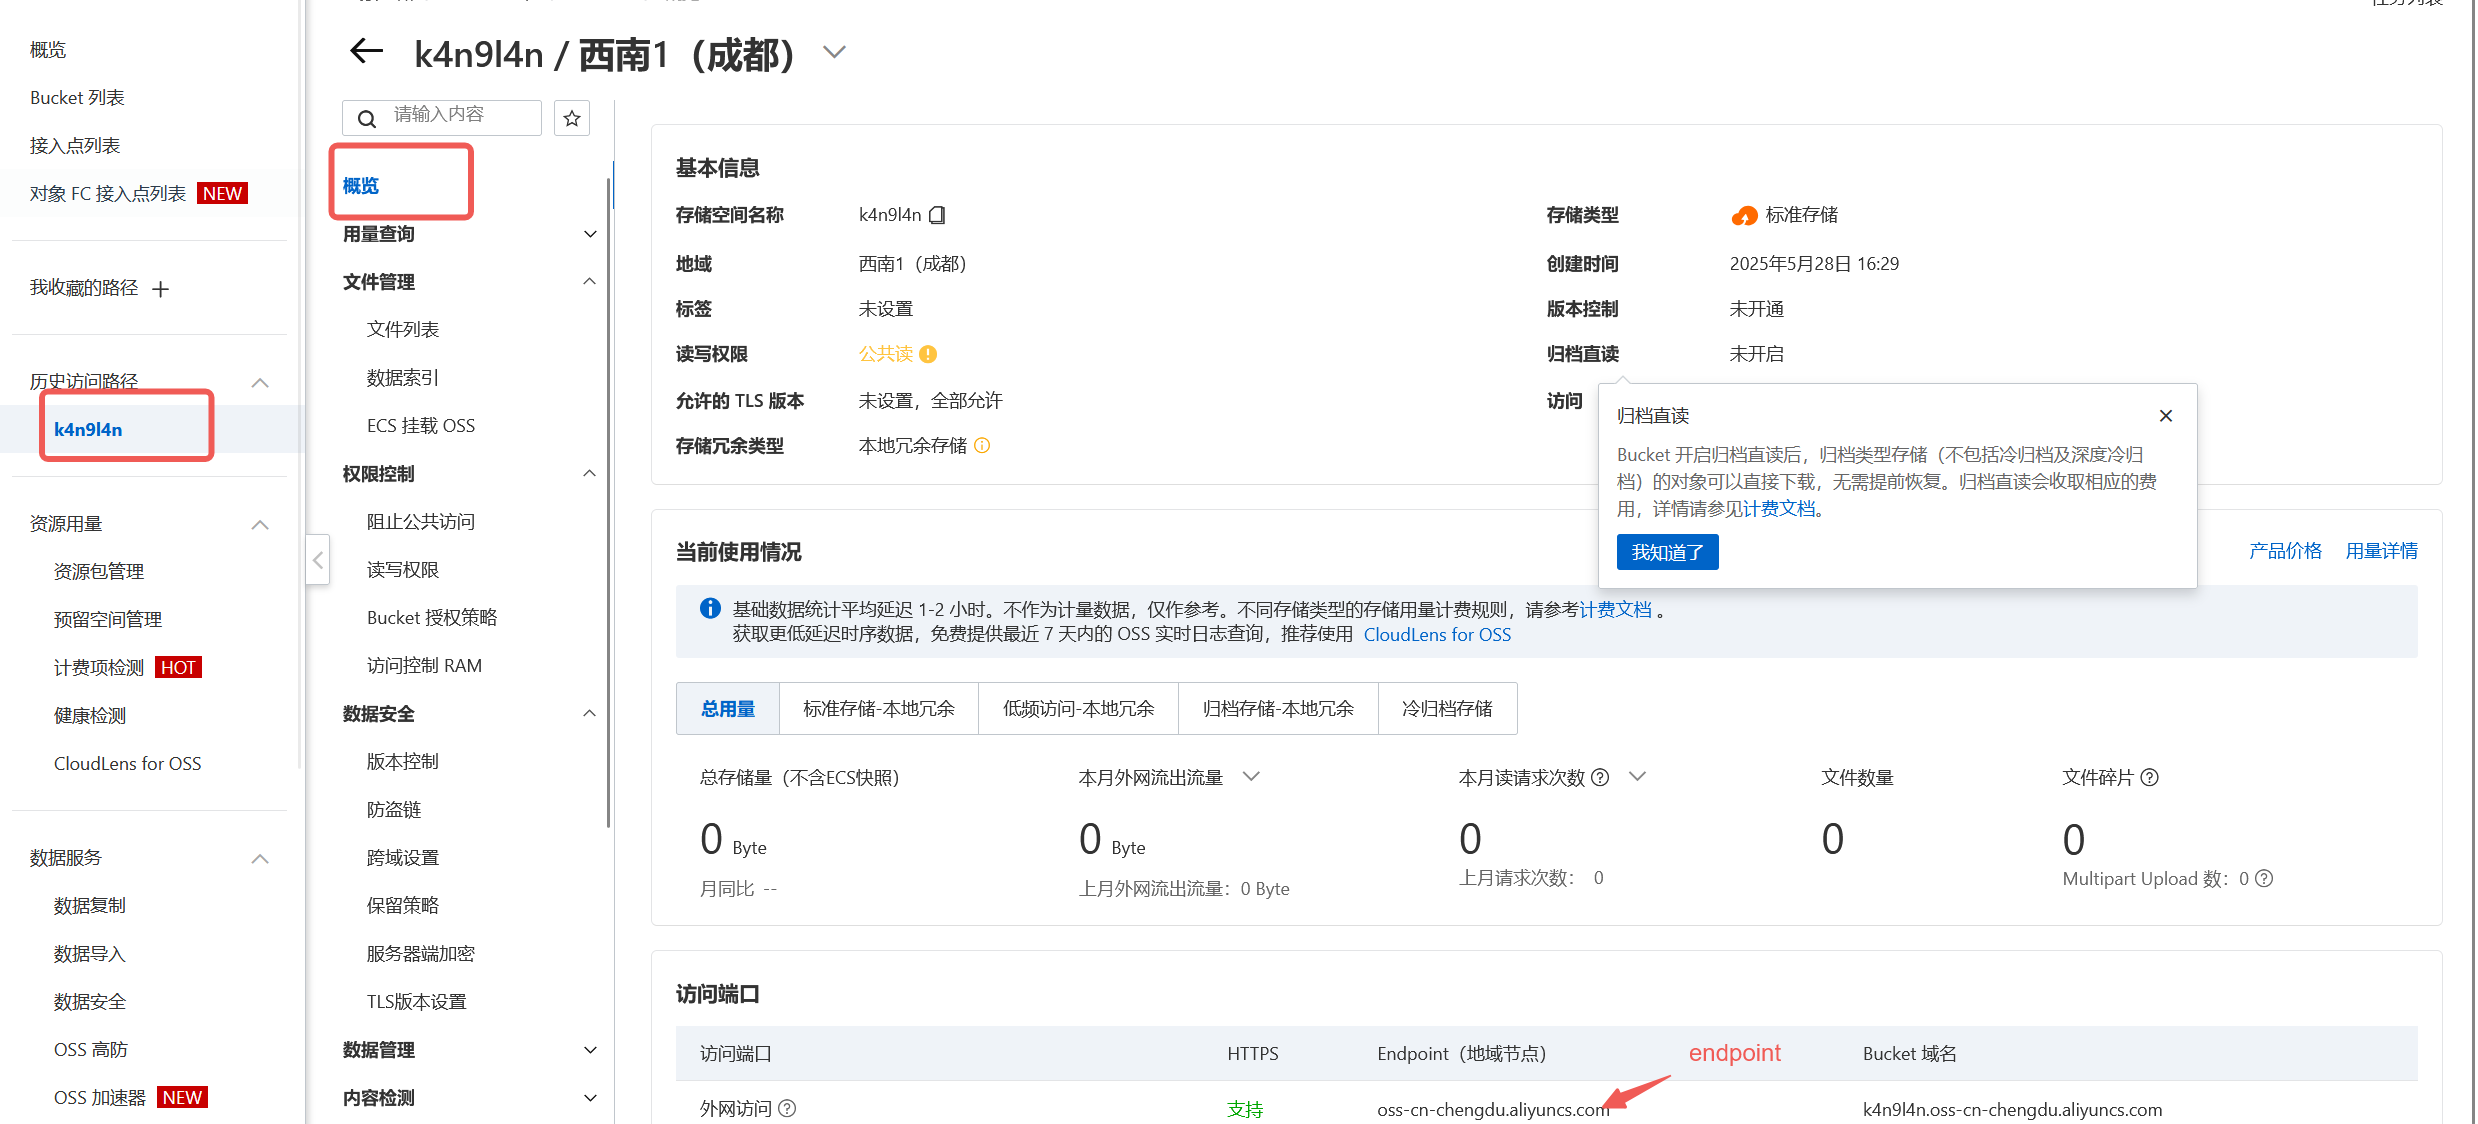 概览
Bucket 列表
接入点列表
对象 FC 接入点列表 NEW
我收藏的路径
历史访问路径
k4n9l4n
资源用量
资源包管理
预留空间管理
计费项检测 HOT
健康检测
CloudLens for OSS
数据服务
数据复制
数据导入
数据安全
OSS 高防
OSS 加速器 NEW
k4n9l4n / 西南1（成都）
请输入内容
概览
用量查询
文件管理
文件列表
数据索引
ECS 挂载 OSS
权限控制
阻止公共访问
读写权限
Bucket 授权策略
访问控制 RAM
数据安全
版本控制
防盗链
跨域设置
保留策略
服务器端加密
TLS版本设置
数据管理
内容检测
基本信息
存储空间名称 k4n9l4n 存储类型 标准存储
地域 西南1（成都） 创建时间 2025年5月28日 16:29
标签 未设置 版本控制 未开通
读写权限 公共读 归档直读 未开启
允许的 TLS 版本 未设置，全部允许 访问
存储冗余类型 本地冗余存储
归档直读
Bucket 开启归档直读后，归档类型存储（不包括冷归档及深度冷归
档）的对象可以直接下载，无需提前恢复。归档直读会收取相应的费
用，详情请参见计费文档。
我知道了
当前使用情况 产品价格 用量详情
基础数据统计平均延迟 1-2 小时。不作为计量数据，仅作参考。不同存储类型的存储用量计费规则，请参考计费文档 。
获取更低延迟时序数据，免费提供最近 7 天内的 OSS 实时日志查询，推荐使用 CloudLens for OSS
总用量 标准存储-本地冗余 低频访问-本地冗余 归档存储-本地冗余 冷归档存储
总存储量（不含ECS快照） 本月外网流出流量 本月读请求次数 文件数量 文件碎片
0 Byte 0 Byte 0 0 0
月同比 -- 上月外网流出流量：0 Byte 上月请求次数： 0 Multipart Upload 数：0
访问端口
访问端口 HTTPS Endpoint（地域节点） endpoint Bucket 域名
外网访问 支持 oss-cn-chengdu.aliyuncs.com k4n9l4n.oss-cn-chengdu.aliyuncs.com